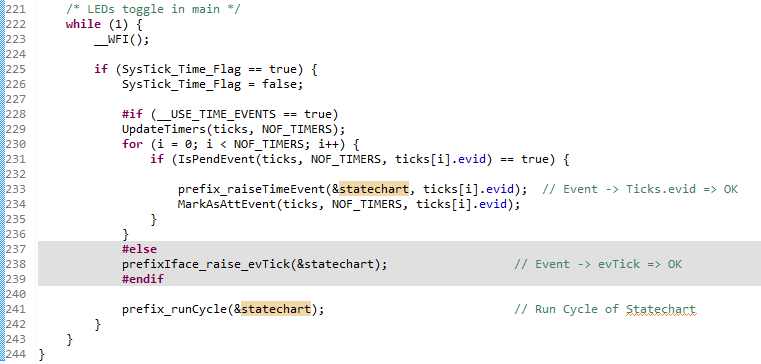 221     /* LEDs toggle in main */
222     while (1) {
223         __WFI();
224
225         if (SysTick_Time_Flag == true) {
226             SysTick_Time_Flag = false;
227
228             #if (__USE_TIME_EVENTS == true)
229             UpdateTimers(ticks, NOF_TIMERS);
230             for (i = 0; i < NOF_TIMERS; i++) {
231                 if (IsPendEvent(ticks, NOF_TIMERS, ticks[i].evid) == true) {
232
233                     prefix_raiseTimeEvent(&statechart, ticks[i].evid);  // Event -> Ticks.evid => OK
234                     MarkAsAttEvent(ticks, NOF_TIMERS, ticks[i].evid);
235                 }
236             }
237             #else
238             prefixIface_raise_evTick(&statechart);                  // Event -> evTick => OK
239             #endif
240
241             prefix_runCycle(&statechart);                           // Run Cycle of Statechart
242         }
243     }
244 }